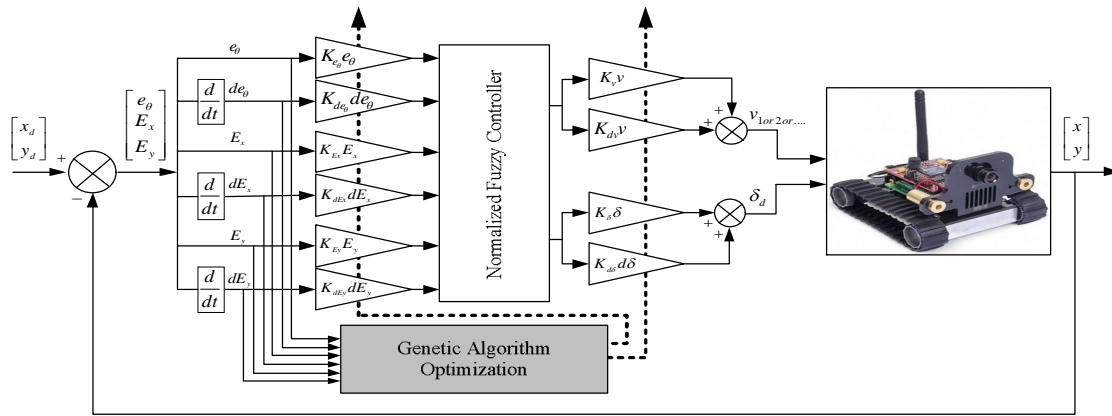 [x_d
y_d]
+
−
[e_θ
E_x
E_y]
e_θ
d/dt
de_θ
E_x
d/dt
dE_x
E_y
d/dt
dE_y
K_{e_θ} e_θ
K_{de_θ} de_θ
K_{Ex} E_x
K_{dEx} dE_x
K_{Ey} E_y
K_{dEy} dE_y
Normalized Fuzzy Controller
K_v v
K_{dv} v
K_δ δ
K_{dδ} dδ
+
+
+
+
v_{1or 2or....}
δ_d
[x
y]
Genetic Algorithm
Optimization